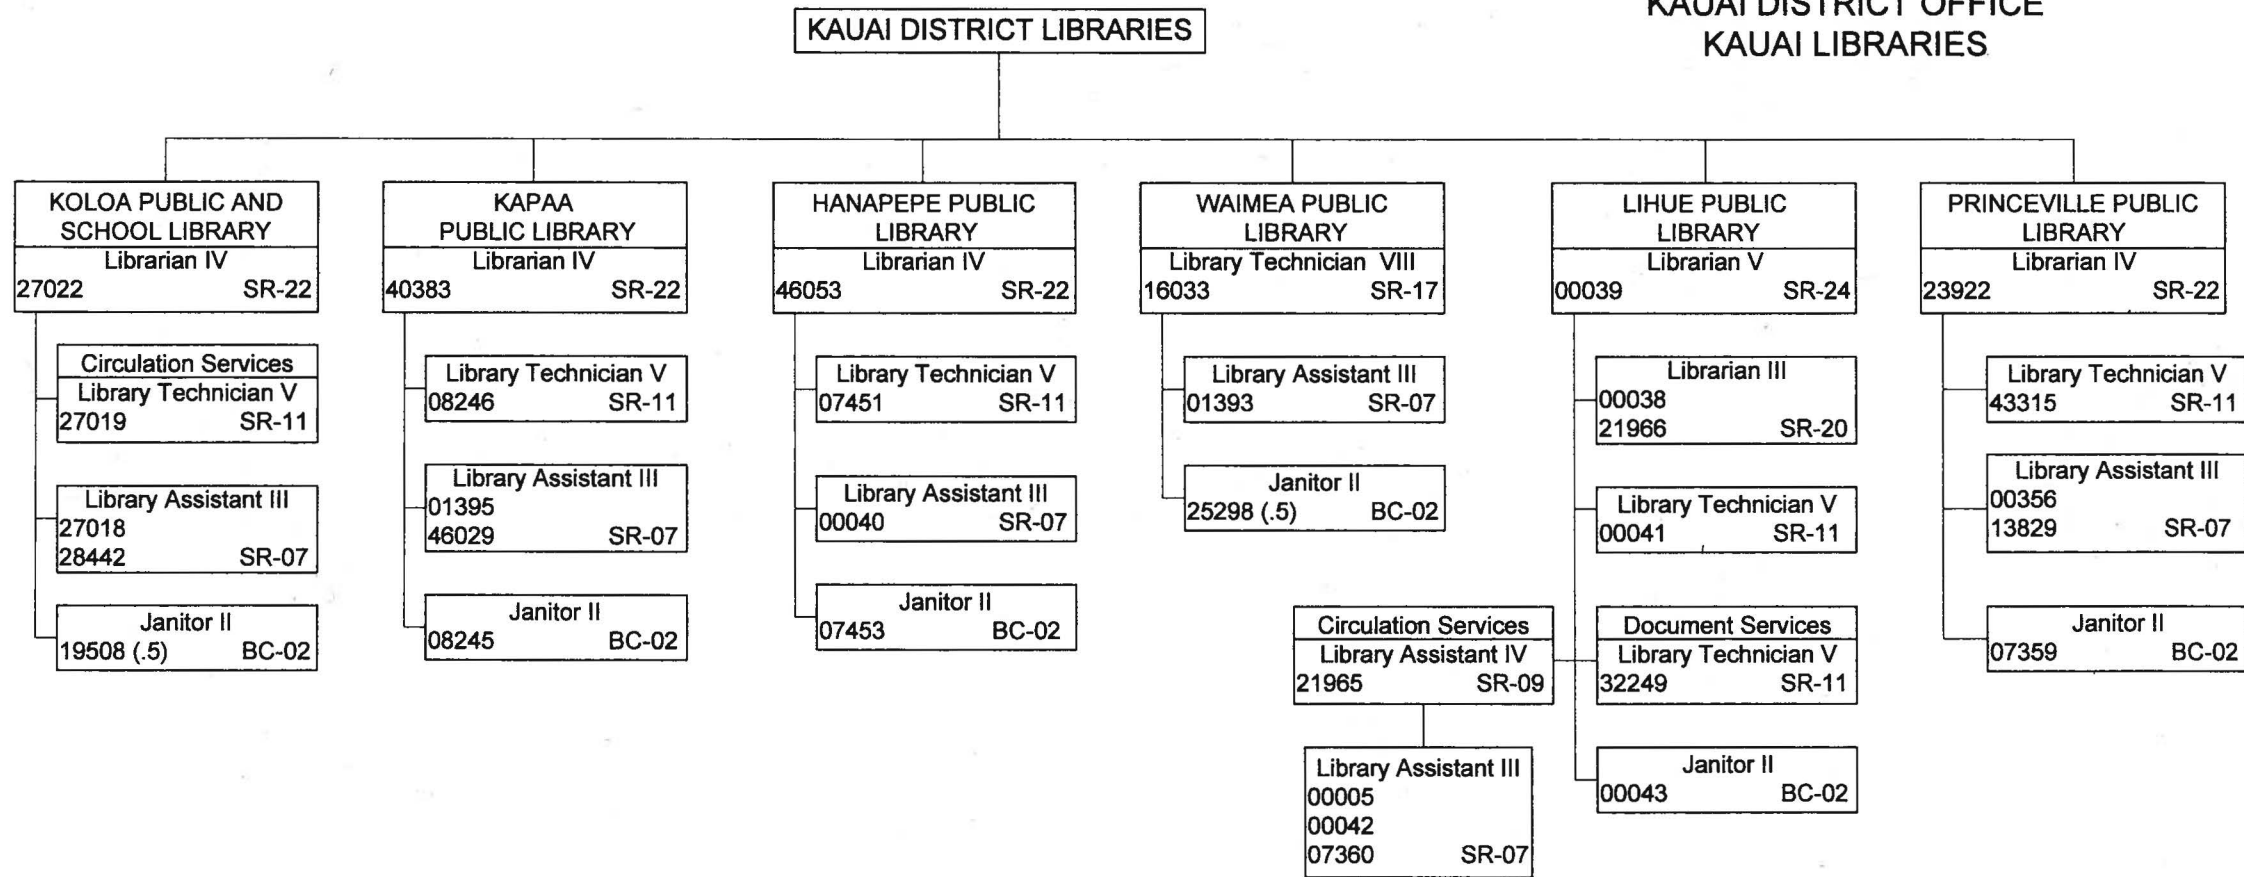 KAUAI DISTRICT OFFICE
KAUAI LIBRARIES
KAUAI DISTRICT LIBRARIES
KOLOA PUBLIC AND
SCHOOL LIBRARY
Librarian IV
27022 SR-22
Circulation Services
Library Technician V
27019 SR-11
Library Assistant III
27018
28442 SR-07
Janitor II
19508 (.5) BC-02
KAPAA
PUBLIC LIBRARY
Librarian IV
40383 SR-22
Library Technician V
08246 SR-11
Library Assistant III
01395
46029 SR-07
Janitor II
08245 BC-02
HANAPEPE PUBLIC
LIBRARY
Librarian IV
46053 SR-22
Library Technician V
07451 SR-11
Library Assistant III
00040 SR-07
Janitor II
07453 BC-02
WAIMEA PUBLIC
LIBRARY
Library Technician VIII
16033 SR-17
Library Assistant III
01393 SR-07
Janitor II
25298 (.5) BC-02
LIHUE PUBLIC
LIBRARY
Librarian V
00039 SR-24
Librarian III
00038
21966 SR-20
Library Technician V
00041 SR-11
Circulation Services
Library Assistant IV
21965 SR-09
Library Assistant III
00005
00042
07360 SR-07
Document Services
Library Technician V
32249 SR-11
Janitor II
00043 BC-02
PRINCEVILLE PUBLIC
LIBRARY
Librarian IV
23922 SR-22
Library Technician V
43315 SR-11
Library Assistant III
00356
13829 SR-07
Janitor II
07359 BC-02